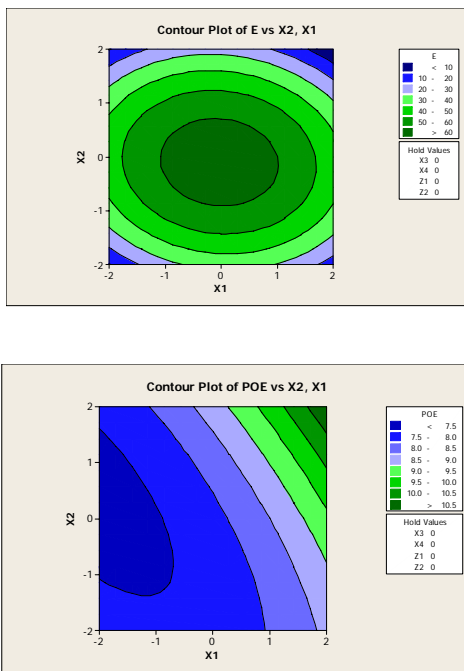 Contour Plot of E vs X2, X1
E
< 10
10 - 20
20 - 30
30 - 40
40 - 50
50 - 60
> 60
Hold Values
X3 0
X4 0
Z1 0
Z2 0
X2
2
1
0
-1
-2
-2 -1 0 1 2
X1
Contour Plot of POE vs X2, X1
POE
< 7.5
7.5 - 8.0
8.0 - 8.5
8.5 - 9.0
9.0 - 9.5
9.5 - 10.0
10.0 - 10.5
> 10.5
Hold Values
X3 0
X4 0
Z1 0
Z2 0
X2
2
1
0
-1
-2
-2 -1 0 1 2
X1